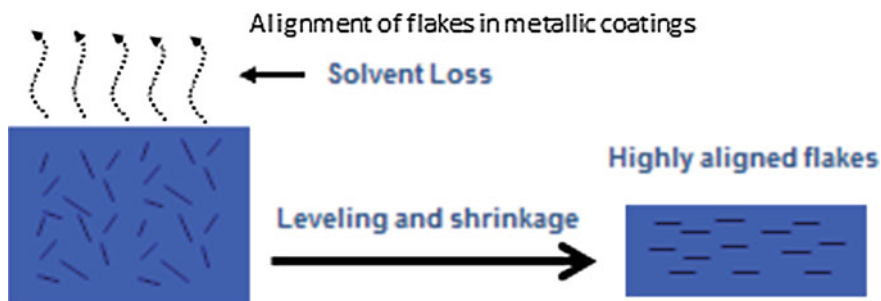 Alignment of flakes in metallic coatings
Solvent Loss
Highly aligned flakes
Leveling and shrinkage